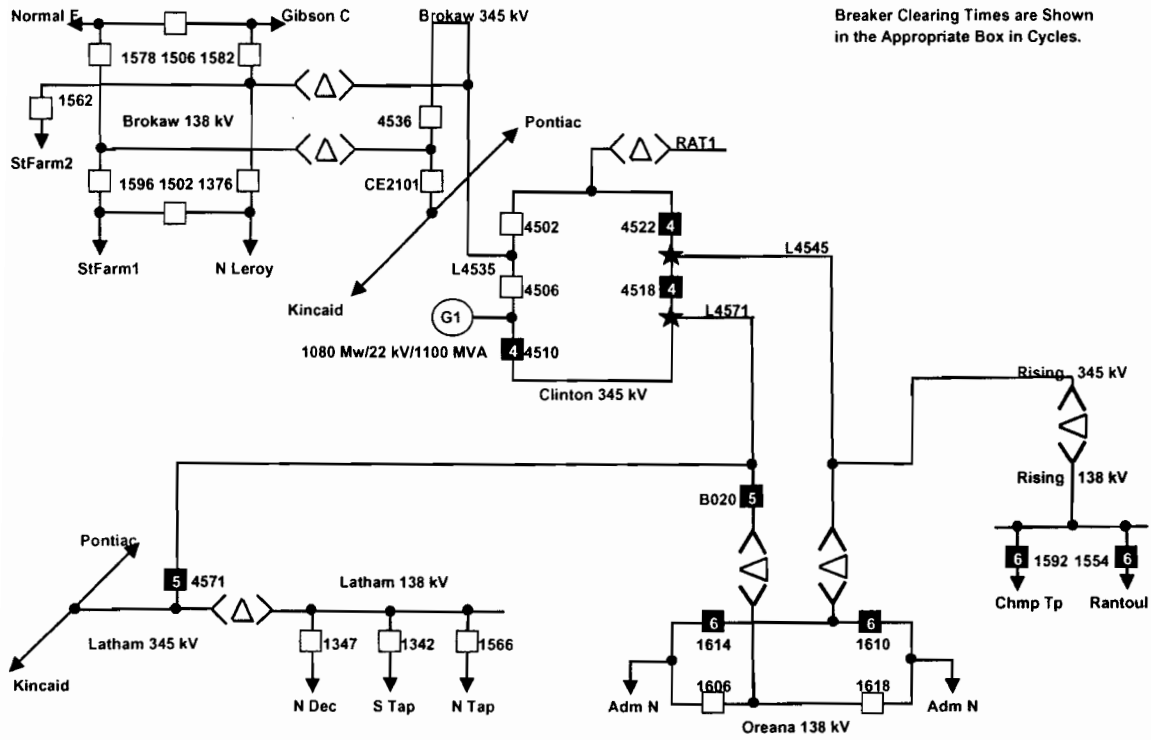 Normal E
Gibson C
Brokaw 345 kV
Breaker Clearing Times are Shown
in the Appropriate Box in Cycles.
1578 1506 1582
1562
Brokaw 138 kV
4536
Pontiac
RAT1
StFarm2
1596 1502 1376
CE2101
4502
4522
4
L4545
StFarm1
N Leroy
L4535
4506
4518
4
L4571
Kincaid
G1
1080 Mw/22 kV/1100 MVA
4
4510
Clinton 345 kV
Rising 345 kV
Rising 138 kV
B020
5
Pontiac
5
4571
Latham 138 kV
6
1592
1554
6
Chmp Tp
Rantoul
Latham 345 kV
1347
1342
1566
6
1614
6
1610
Kincaid
N Dec
S Tap
N Tap
Adm N
1606
1618
Adm N
Oreana 138 kV